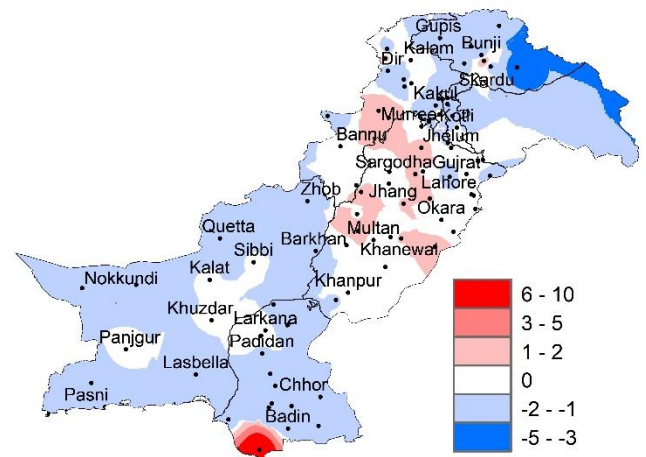 Gupis
Bunji
Kalam
Dir
Skardu
Kakul
Murree
Kotli
Bannu
Jhelum
Sargodha
Gujrat
Zhob
Jhang
Lahore
Okara
Quetta
Multan
Barkhan
Sibbi
Khanewal
Kalat
Nokkundi
Khanpur
Khuzdar
Larkana
Panjgur
Padidan
Lasbella
Chhor
Pasni
Badin
6 - 10
3 - 5
1 - 2
0
-2 - -1
-5 - -3